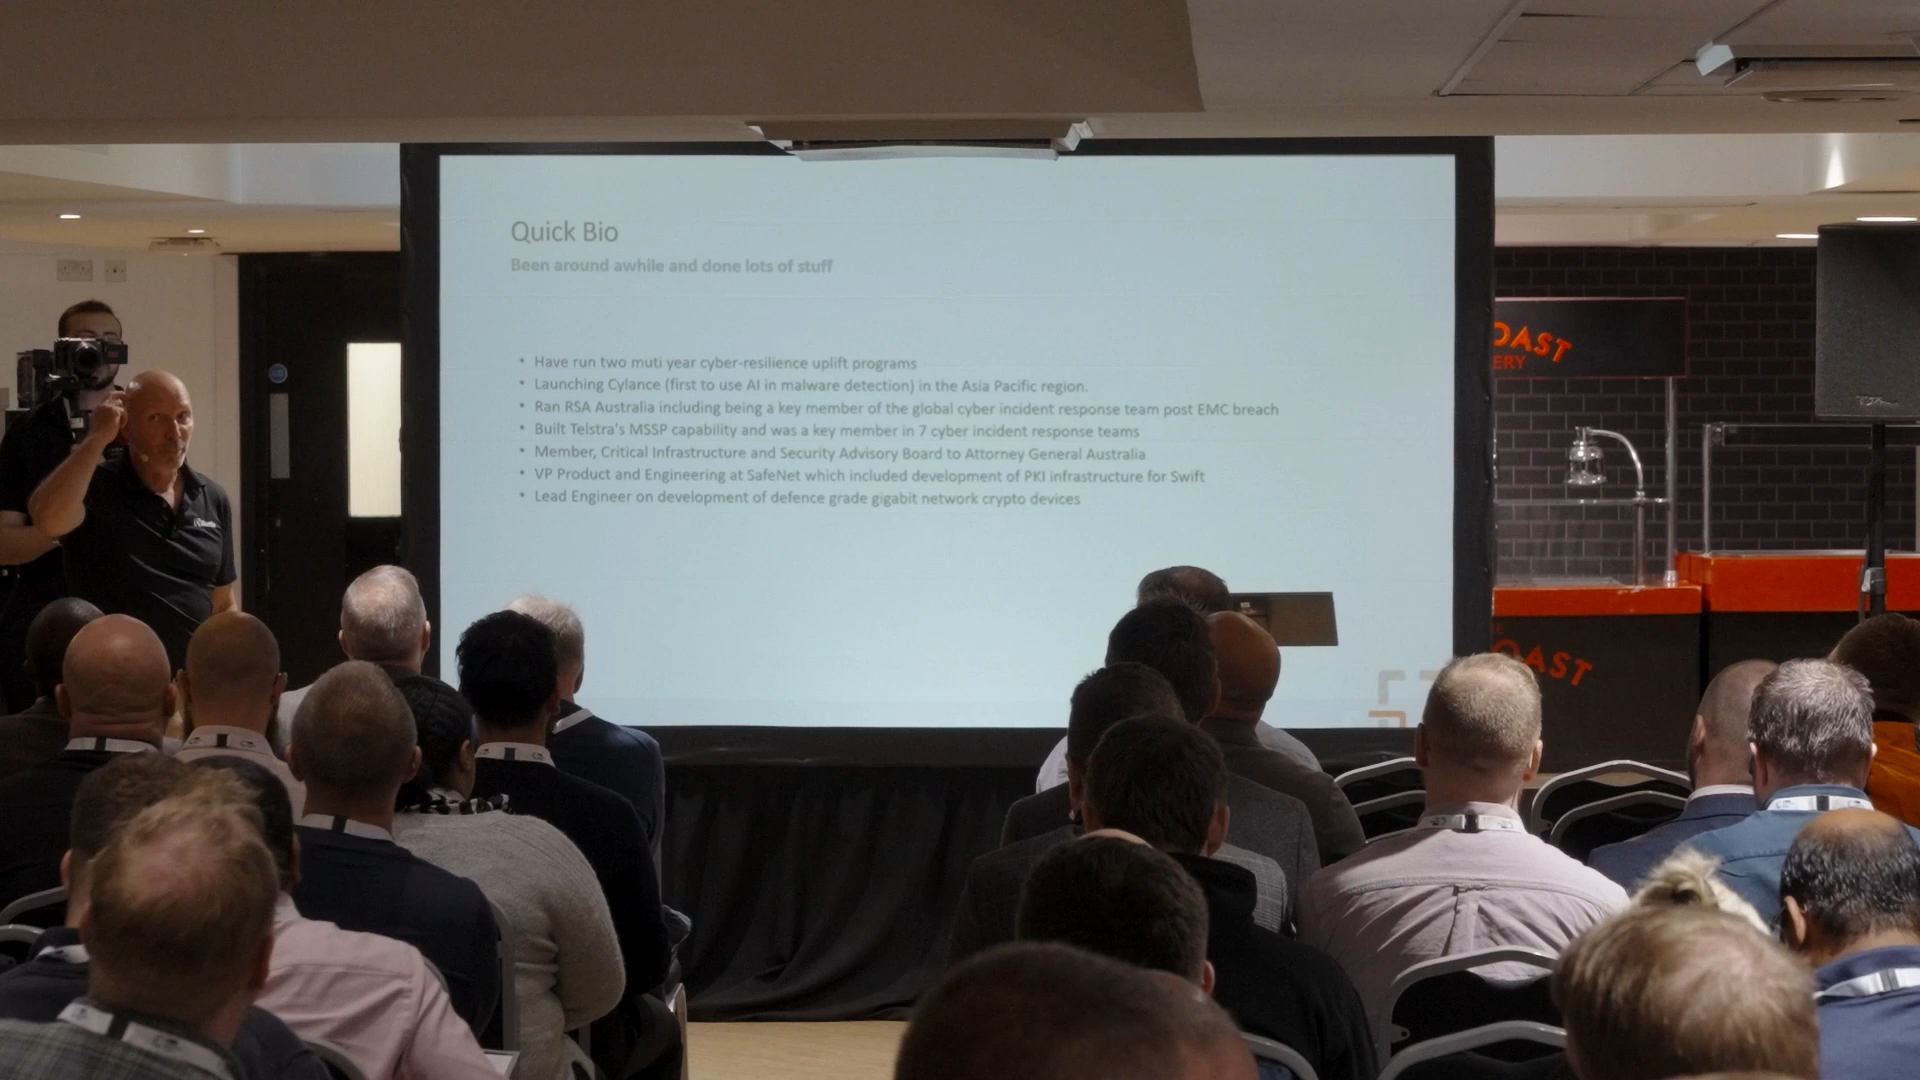 Quick Bio
Been around awhile and done lots of stuff
• Have run two muti year cyber-resilience uplift programs
• Launching Cylance (first to use AI in malware detection) in the Asia Pacific region.
• Ran RSA Australia including being a key member of the global cyber incident response team post EMC breach
• Built Telstra's MSSP capability and was a key member in 7 cyber incident response teams
• Member, Critical Infrastructure and Security Advisory Board to Attorney General Australia
• VP Product and Engineering at SafeNet which included development of PKI infrastructure for Swift
• Lead Engineer on development of defence grade gigabit network crypto devices
OAST
ERY
OAST